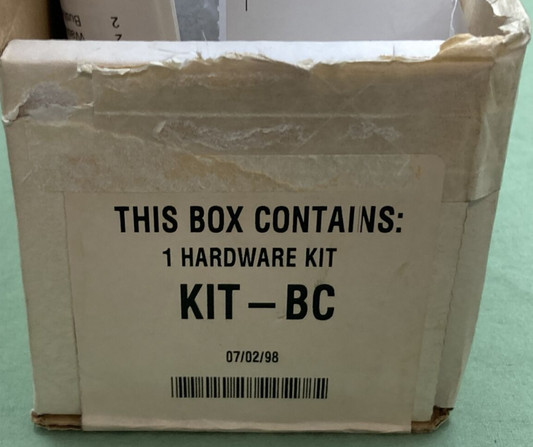 THIS BOX CONTAINS:
1 HARDWARE KIT
KIT – BC
07/02/98